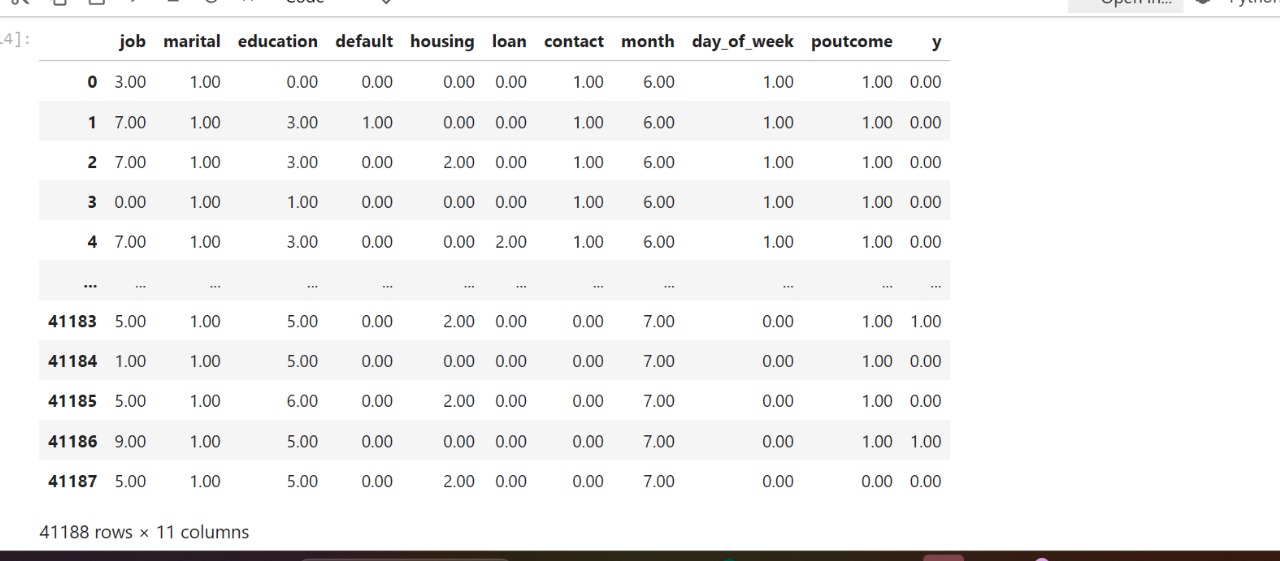 Code
Open in...
4]:
job marital education default housing loan contact month day_of_week poutcome y
0 3.00 1.00 0.00 0.00 0.00 0.00 1.00 6.00 1.00 1.00 0.00
1 7.00 1.00 3.00 1.00 0.00 0.00 1.00 6.00 1.00 1.00 0.00
2 7.00 1.00 3.00 0.00 2.00 0.00 1.00 6.00 1.00 1.00 0.00
3 0.00 1.00 1.00 0.00 0.00 0.00 1.00 6.00 1.00 1.00 0.00
4 7.00 1.00 3.00 0.00 0.00 2.00 1.00 6.00 1.00 1.00 0.00
... ... ... ... ... ... ... ... ... ... ... ...
41183 5.00 1.00 5.00 0.00 2.00 0.00 0.00 7.00 0.00 1.00 1.00
41184 1.00 1.00 5.00 0.00 0.00 0.00 0.00 7.00 0.00 1.00 0.00
41185 5.00 1.00 6.00 0.00 2.00 0.00 0.00 7.00 0.00 1.00 0.00
41186 9.00 1.00 5.00 0.00 0.00 0.00 0.00 7.00 0.00 1.00 1.00
41187 5.00 1.00 5.00 0.00 2.00 0.00 0.00 7.00 0.00 0.00 0.00
41188 rows × 11 columns